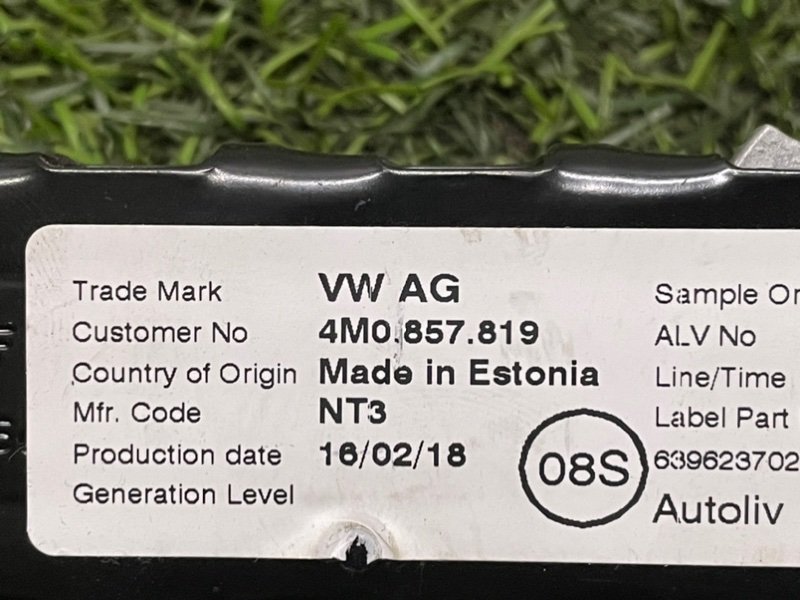 Trade Mark VW AG Sample Or
Customer No 4M0.857.819 ALV No
Country of Origin Made in Estonia Line/Time
Mfr. Code NT3 Label Part
Production date 16/02/18 08S 639623702
Generation Level Autoliv